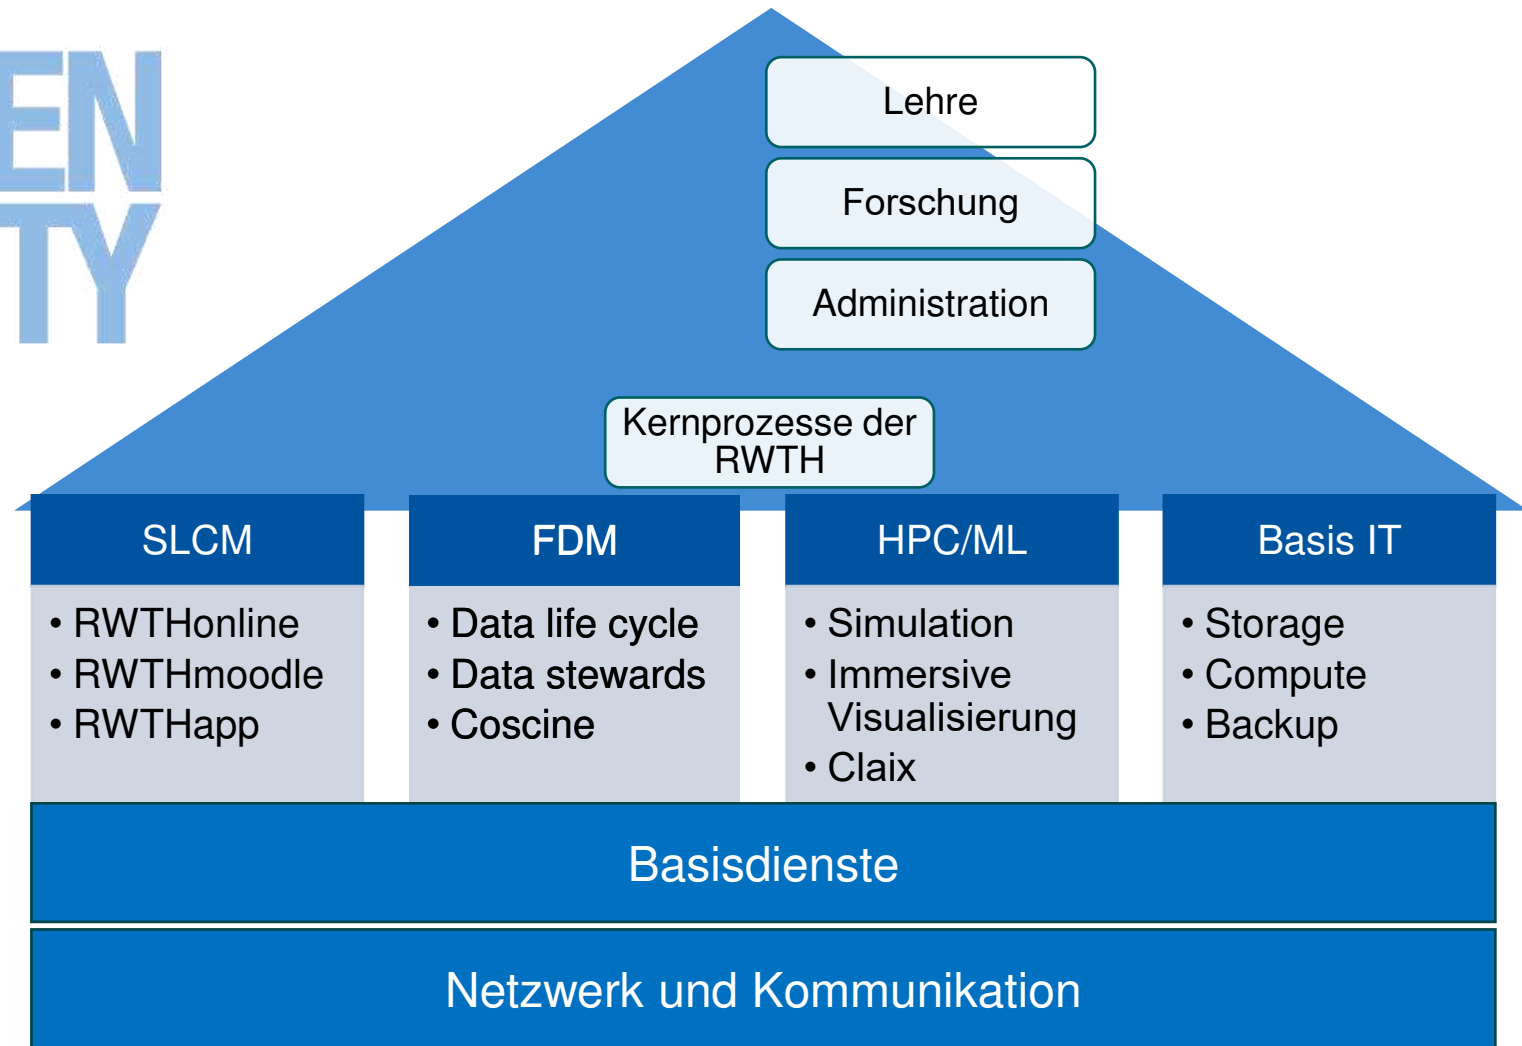 EN
TY
Lehre
Forschung
Administration
Kernprozesse der
RWTH
SLCM
• RWTHonline
• RWTHmoodle
• RWTHapp
FDM
• Data life cycle
• Data stewards
• Coscine
HPC/ML
• Simulation
• Immersive
Visualisierung
• Claix
Basis IT
• Storage
• Compute
• Backup
Basisdienste
Netzwerk und Kommunikation